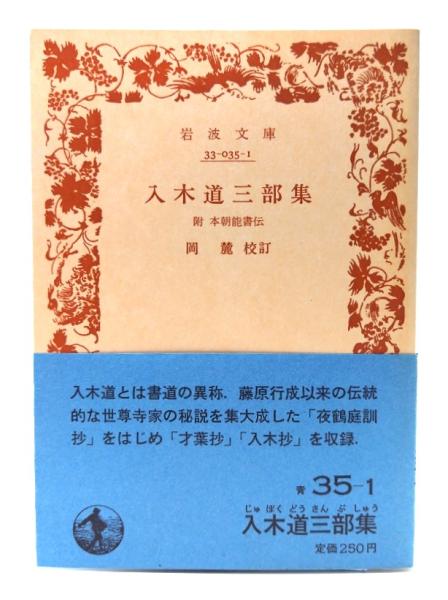 岩波文庫
33-035-1
入木道三部集
附 本朝能書伝
岡 麓 校訂
入木道とは書道の異称．藤原行成以来の伝統
的な世尊寺家の秘説を集大成した「夜鶴庭訓
抄」をはじめ「才葉抄」「入木抄」を収録．
青 35-1
じゅ ぼく どう さん ぶ しゅう
入木道三部集
定価250円